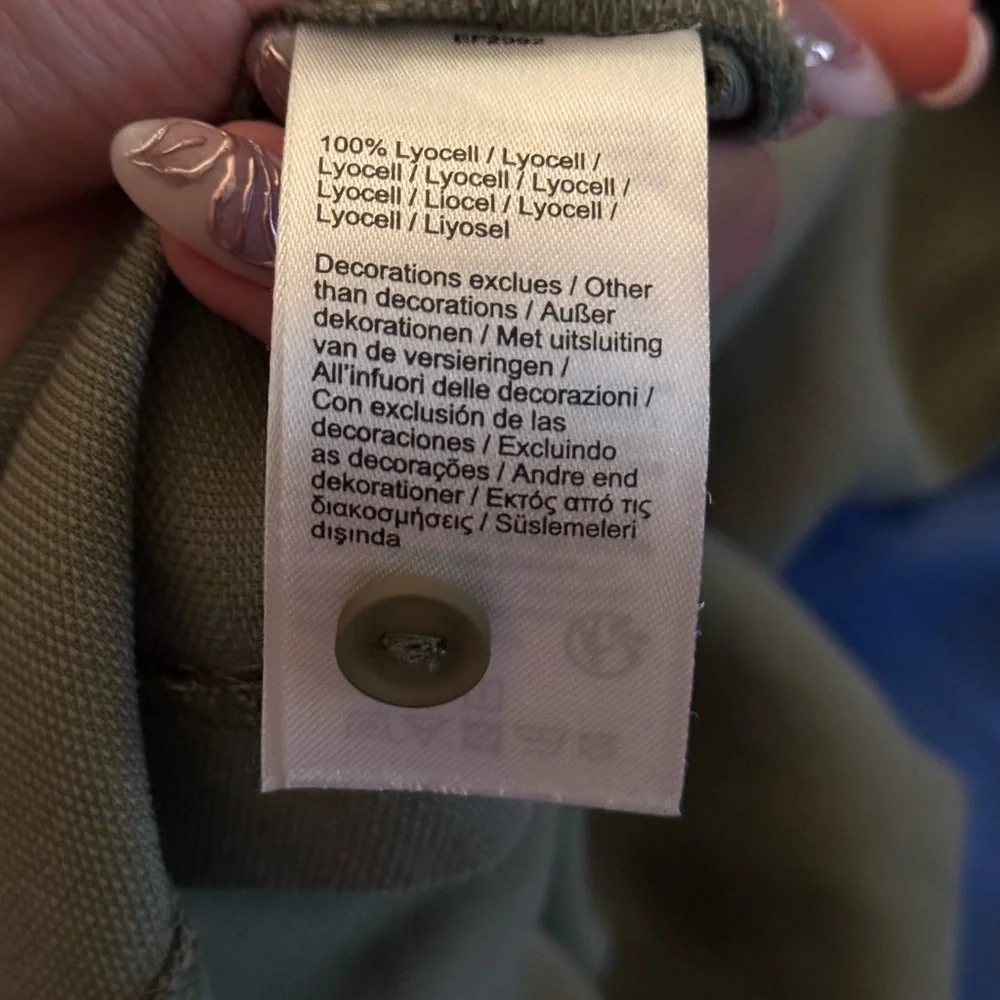 100% Lyocell / Lyocell /
Lyocell / Lyocell / Lyocell /
Lyocell / Liocel / Lyocell /
Lyocell / Liyosel
Decorations exclues / Other
than decorations / Außer
dekorationen / Met uitsluiting
van de versieringen /
All'infuori delle decorazioni /
Con exclusión de las
decoraciones / Excluindo
as decorações / Andre end
dekorationer / Εκτός από τις
διακοσμήσεις / Süslemeleri
dışında